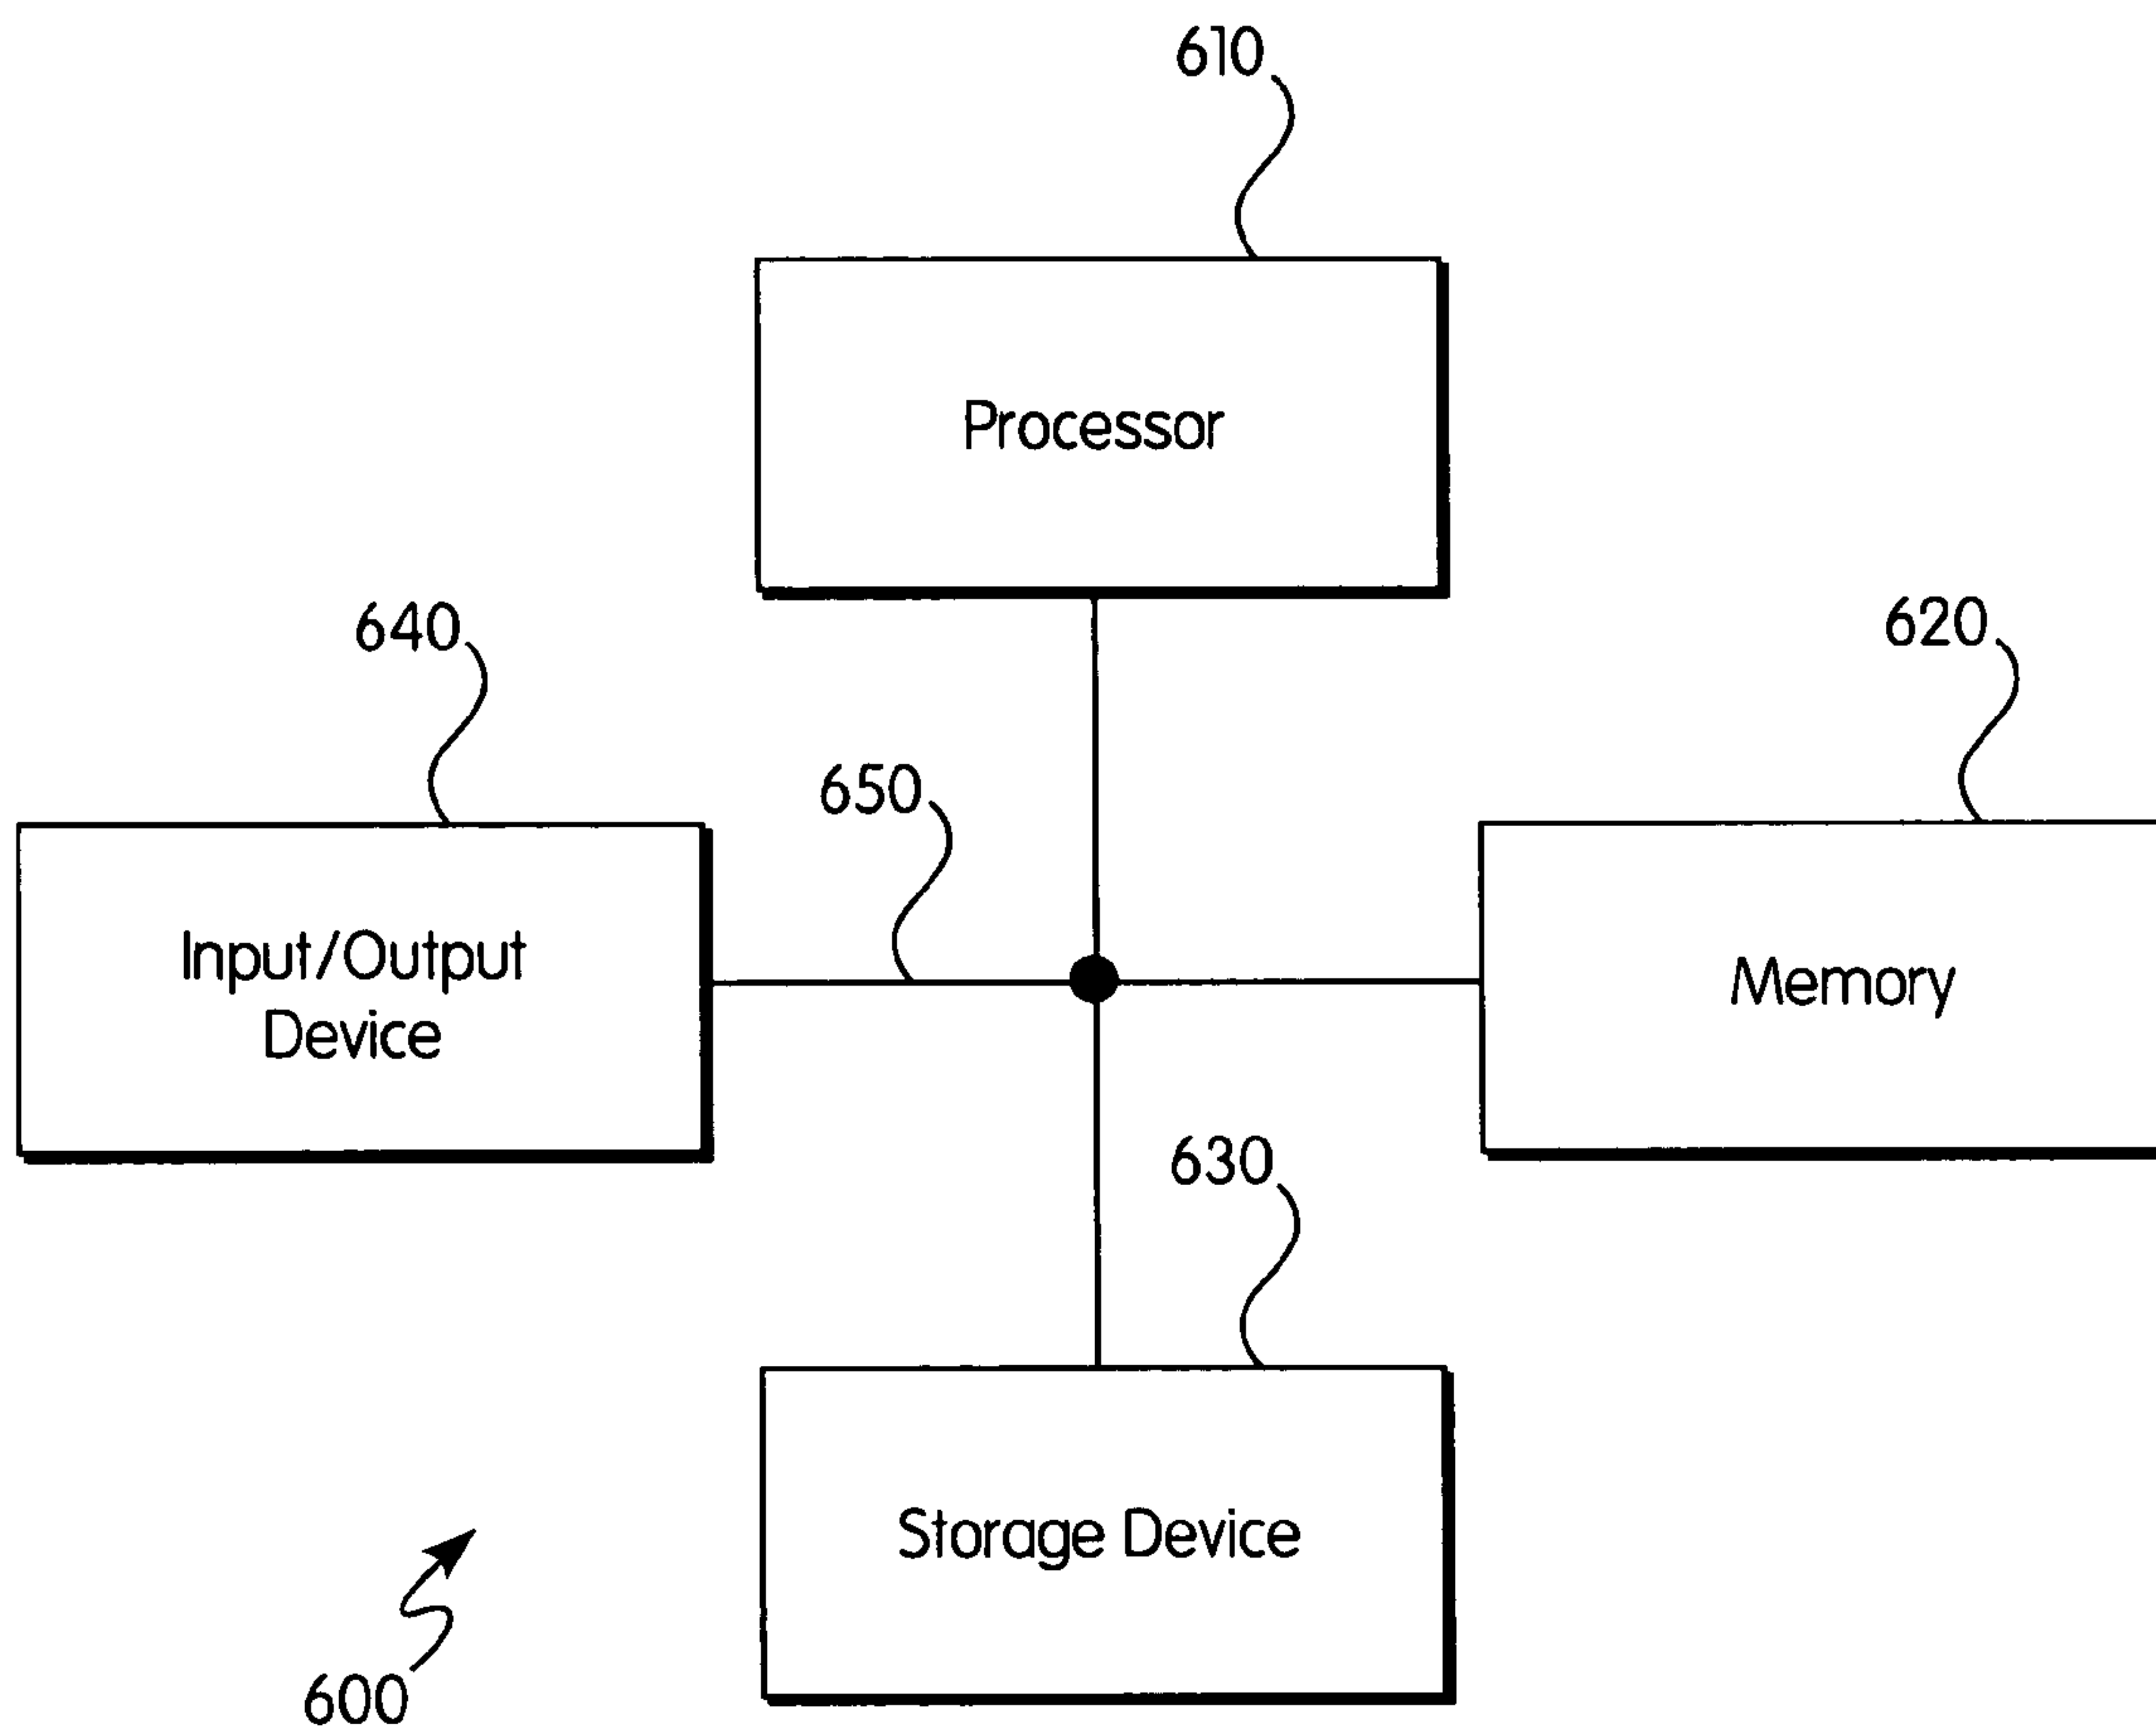 610
Processor
640
620
650
Input/Output
Device
Memory
630
Storage Device
600